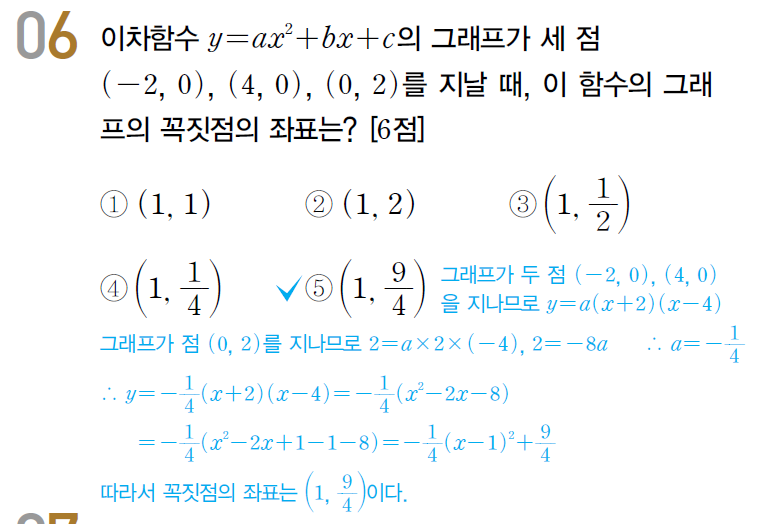 06 이차함수 y=ax²+bx+c의 그래프가 세 점
(-2, 0), (4, 0), (0, 2)를 지날 때, 이 함수의 그래
프의 꼭짓점의 좌표는? [6점]
① (1, 1) ② (1, 2) ③ (1, 1/2)
④ (1, 1/4) ✓⑤ (1, 9/4)
그래프가 두 점 (-2, 0), (4, 0)
을 지나므로 y=a(x+2)(x-4)
그래프가 점 (0, 2)를 지나므로 2=a×2×(-4), 2=-8a ∴ a=-1/4
∴ y=-1/4(x+2)(x-4)=-1/4(x²-2x-8)
=-1/4(x²-2x+1-1-8)=-1/4(x-1)²+9/4
따라서 꼭짓점의 좌표는 (1, 9/4)이다.